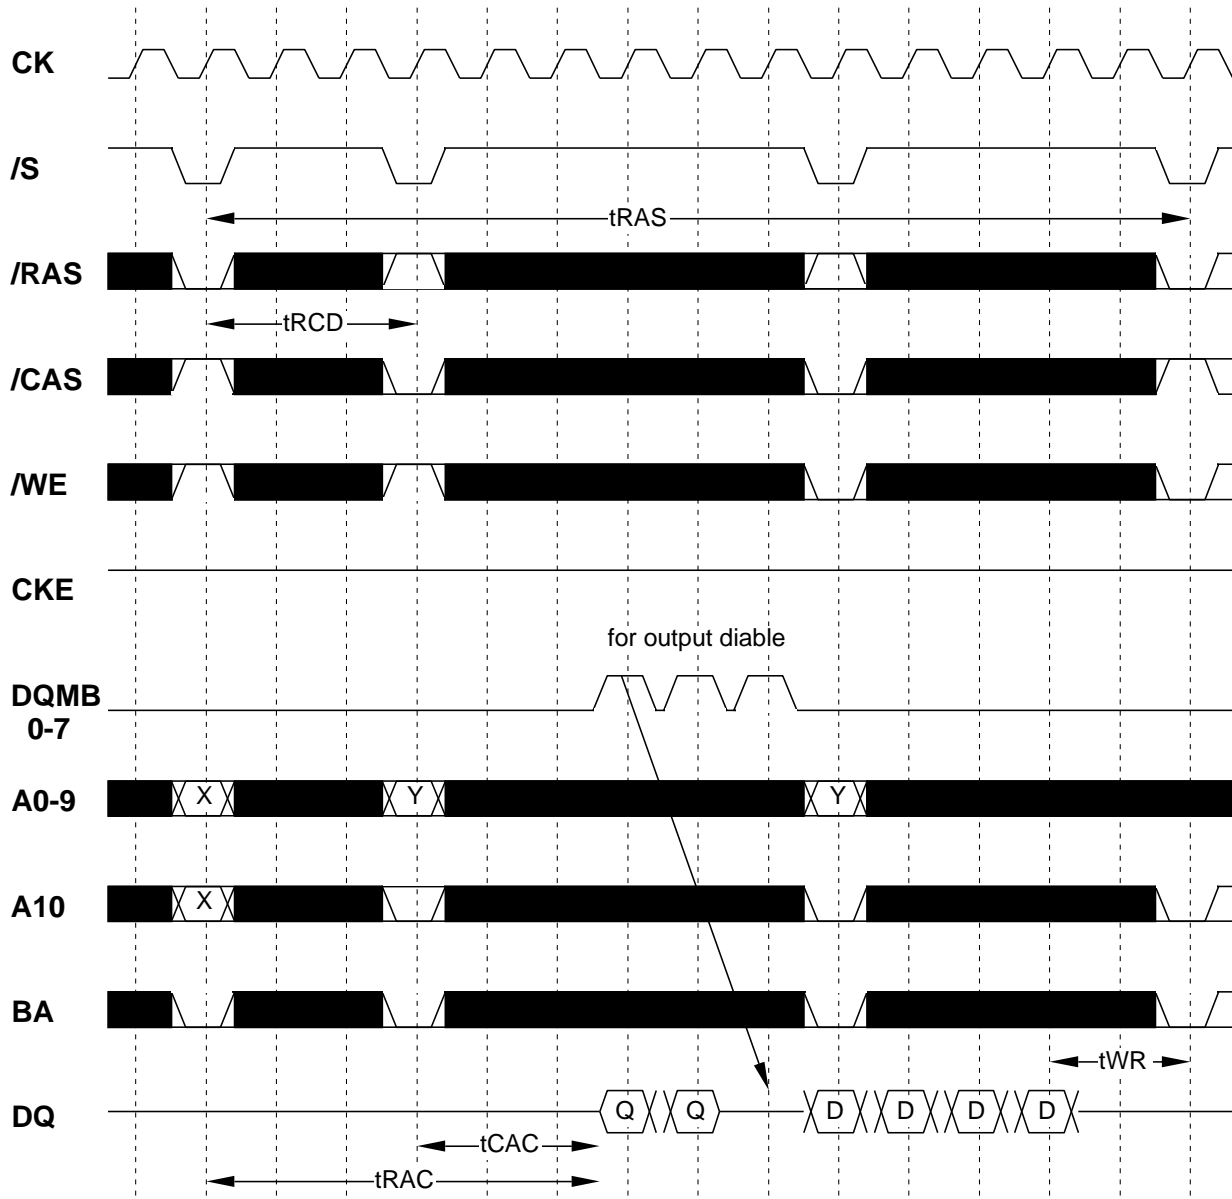 CK
/S
tRAS
/RAS
tRCD
/CAS
/WE
CKE
for output diable
DQMB
0-7
A0-9
X
Y
Y
A10
X
BA
tWR
DQ
Q
Q
D
D
D
D
tCAC
tRAC